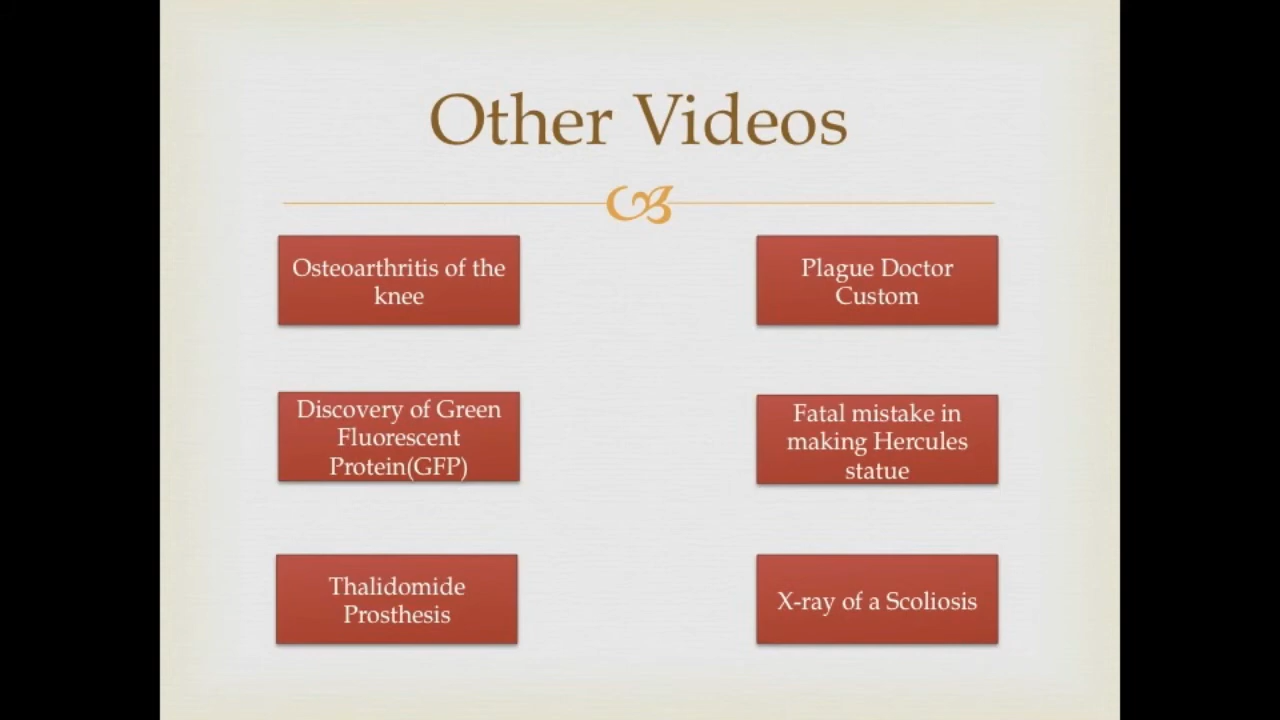 Other Videos
Osteoarthritis of the
knee
Plague Doctor
Custom
Discovery of Green
Fluorescent
Protein(GFP)
Fatal mistake in
making Hercules
statue
Thalidomide
Prosthesis
X-ray of a Scoliosis